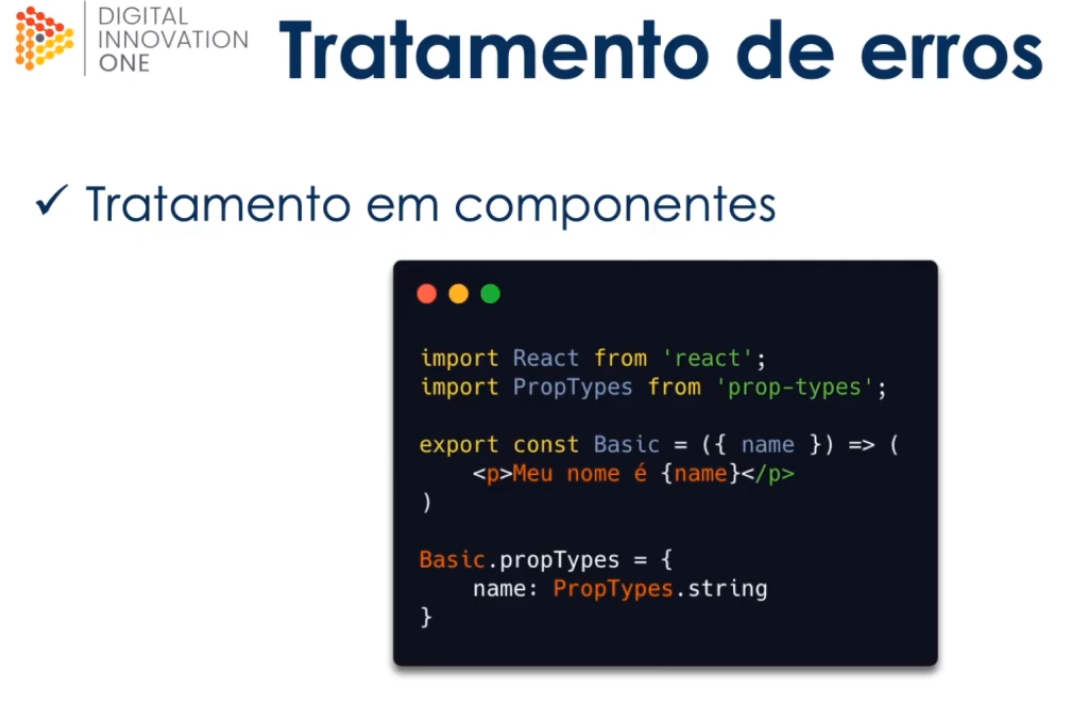 DIGITAL
INNOVATION
ONE
Tratamento de erros
✓ Tratamento em componentes
import React from 'react';
import PropTypes from 'prop-types';
export const Basic = ({ name }) => (
    <p>Meu nome é {name}</p>
)
Basic.propTypes = {
    name: PropTypes.string
}